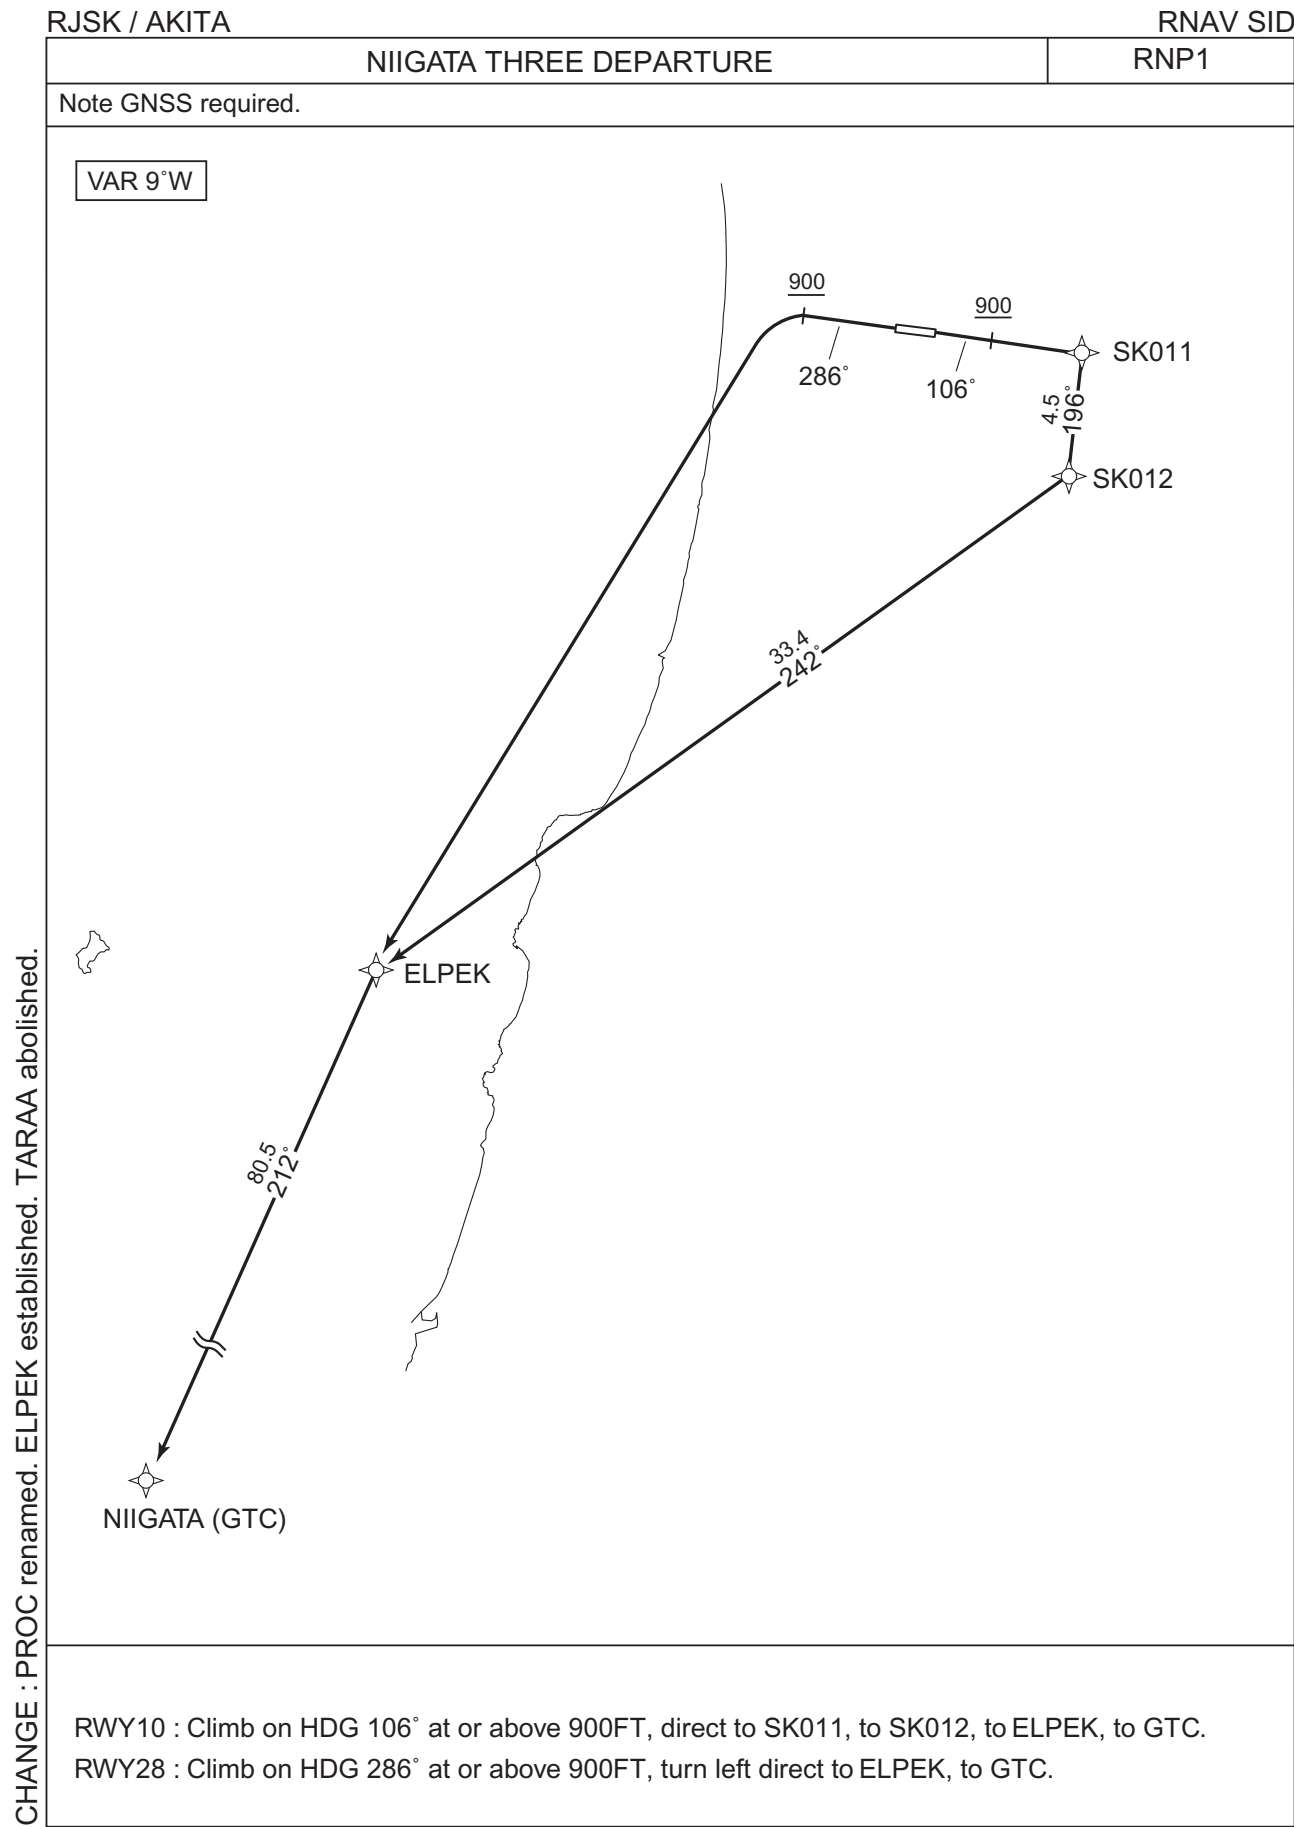 RJSK / AKITA
RNAV SID
NIIGATA THREE DEPARTURE
RNP1
Note GNSS required.
VAR 9˚W
900
900
286˚
106˚
SK011
4.5
196˚
SK012
33.4
242˚
ELPEK
80.5
212˚
NIIGATA (GTC)
RWY10 : Climb on HDG 106˚ at or above 900FT, direct to SK011, to SK012, to ELPEK, to GTC.
RWY28 : Climb on HDG 286˚ at or above 900FT, turn left direct to ELPEK, to GTC.
CHANGE : PROC renamed. ELPEK established. TARAA abolished.